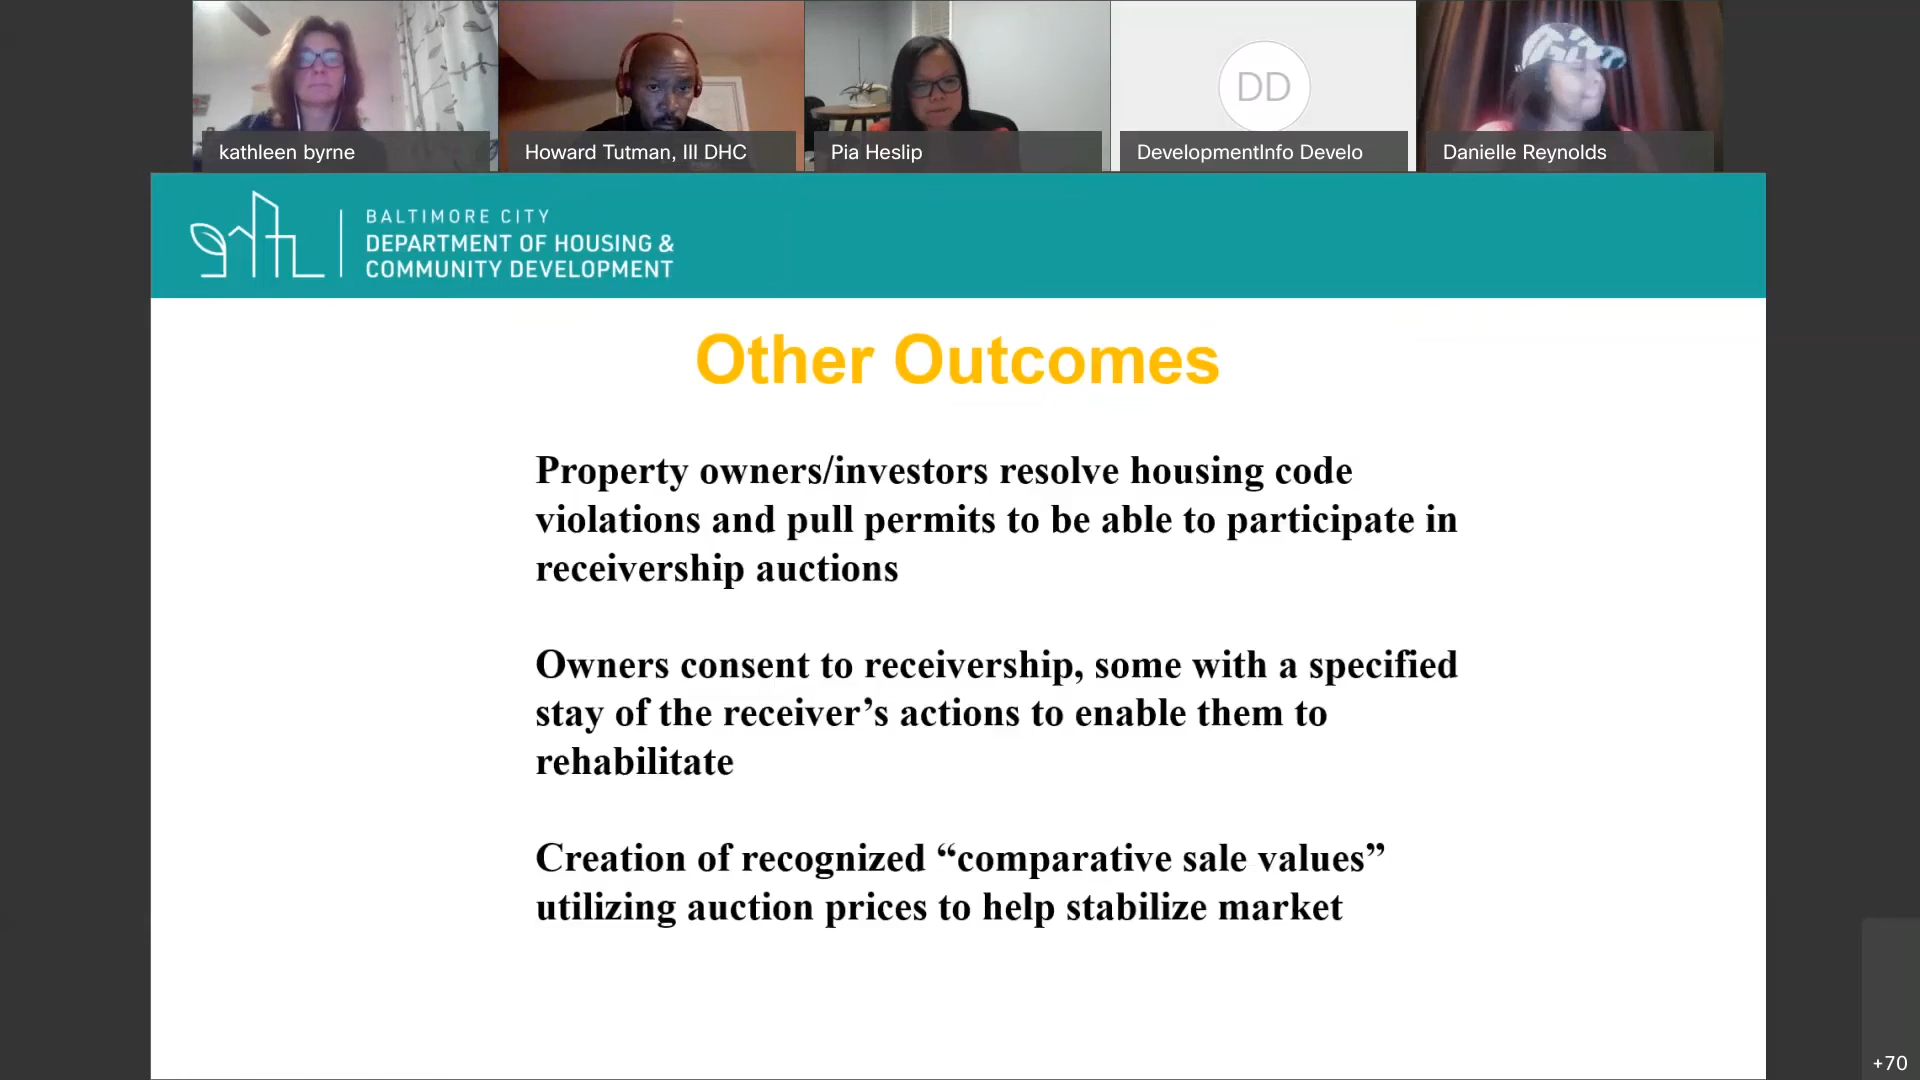 kathleen byrne
Howard Tutman, III DHC
Pia Heslip
DD
DevelopmentInfo Develo
Danielle Reynolds
BALTIMORE CITY
DEPARTMENT OF HOUSING &
COMMUNITY DEVELOPMENT
Other Outcomes
Property owners/investors resolve housing code
violations and pull permits to be able to participate in
receivership auctions
Owners consent to receivership, some with a specified
stay of the receiver’s actions to enable them to
rehabilitate
Creation of recognized “comparative sale values”
utilizing auction prices to help stabilize market
+70